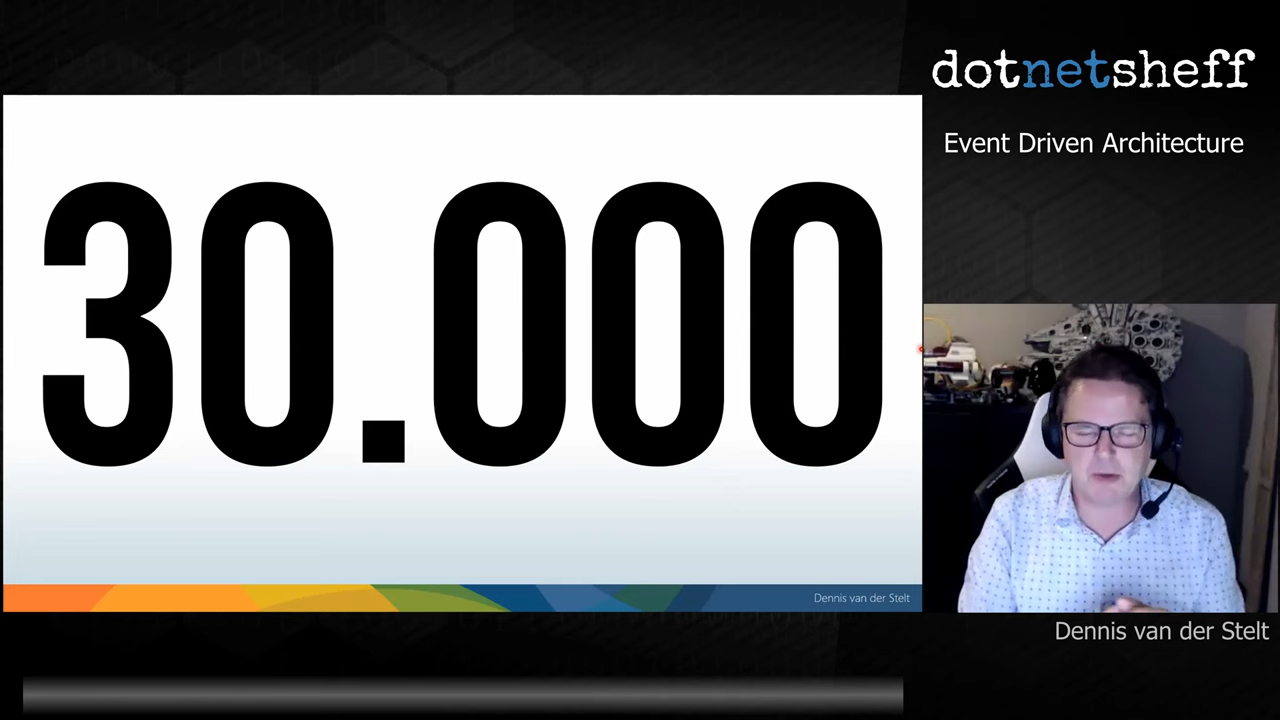 dotnetsheff
Event Driven Architecture
30.000
Dennis van der Stelt
Dennis van der Stelt